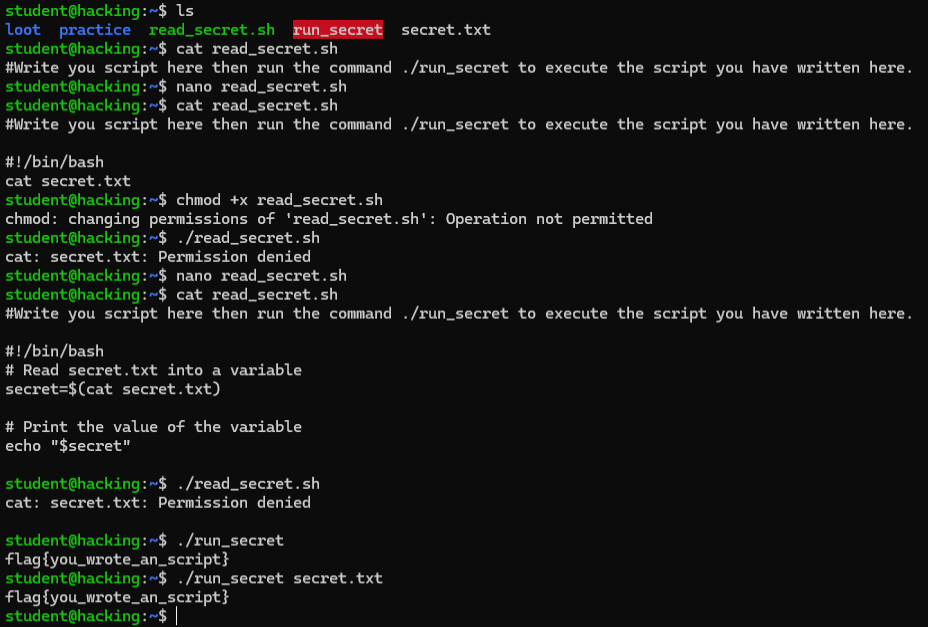 student@hacking:~$ ls
loot  practice  read_secret.sh  run_secret  secret.txt
student@hacking:~$ cat read_secret.sh
#Write you script here then run the command ./run_secret to execute the script you have written here.
student@hacking:~$ nano read_secret.sh
student@hacking:~$ cat read_secret.sh
#Write you script here then run the command ./run_secret to execute the script you have written here.
#!/bin/bash
cat secret.txt
student@hacking:~$ chmod +x read_secret.sh
chmod: changing permissions of 'read_secret.sh': Operation not permitted
student@hacking:~$ ./read_secret.sh
cat: secret.txt: Permission denied
student@hacking:~$ nano read_secret.sh
student@hacking:~$ cat read_secret.sh
#Write you script here then run the command ./run_secret to execute the script you have written here.
#!/bin/bash
# Read secret.txt into a variable
secret=$(cat secret.txt)
# Print the value of the variable
echo "$secret"
student@hacking:~$ ./read_secret.sh
cat: secret.txt: Permission denied
student@hacking:~$ ./run_secret
flag{you_wrote_an_script}
student@hacking:~$ ./run_secret secret.txt
flag{you_wrote_an_script}
student@hacking:~$